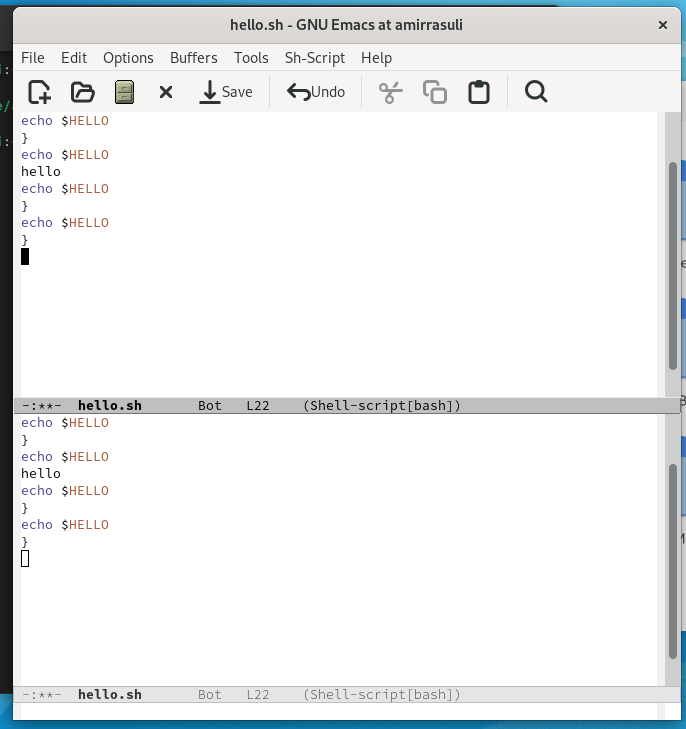 hello.sh - GNU Emacs at amirrasuli ×
File Edit Options Buffers Tools Sh-Script Help
Save Undo
echo $HELLO
}
echo $HELLO
hello
echo $HELLO
}
echo $HELLO
}
-:**-  hello.sh       Bot   L22    (Shell-script[bash])
echo $HELLO
}
echo $HELLO
hello
echo $HELLO
}
echo $HELLO
}
-:**-  hello.sh       Bot   L22    (Shell-script[bash])